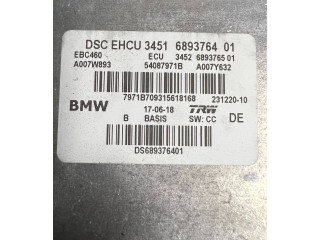 DSC EHCU 3451 6893764 01
EBC460 ECU 3452 6893765 01
A007W893 54087971B A007Y632
7971B709315618168 231220-10
BMW 17-06-18 TRW DE
B BASIS SW: CC
DS689376401